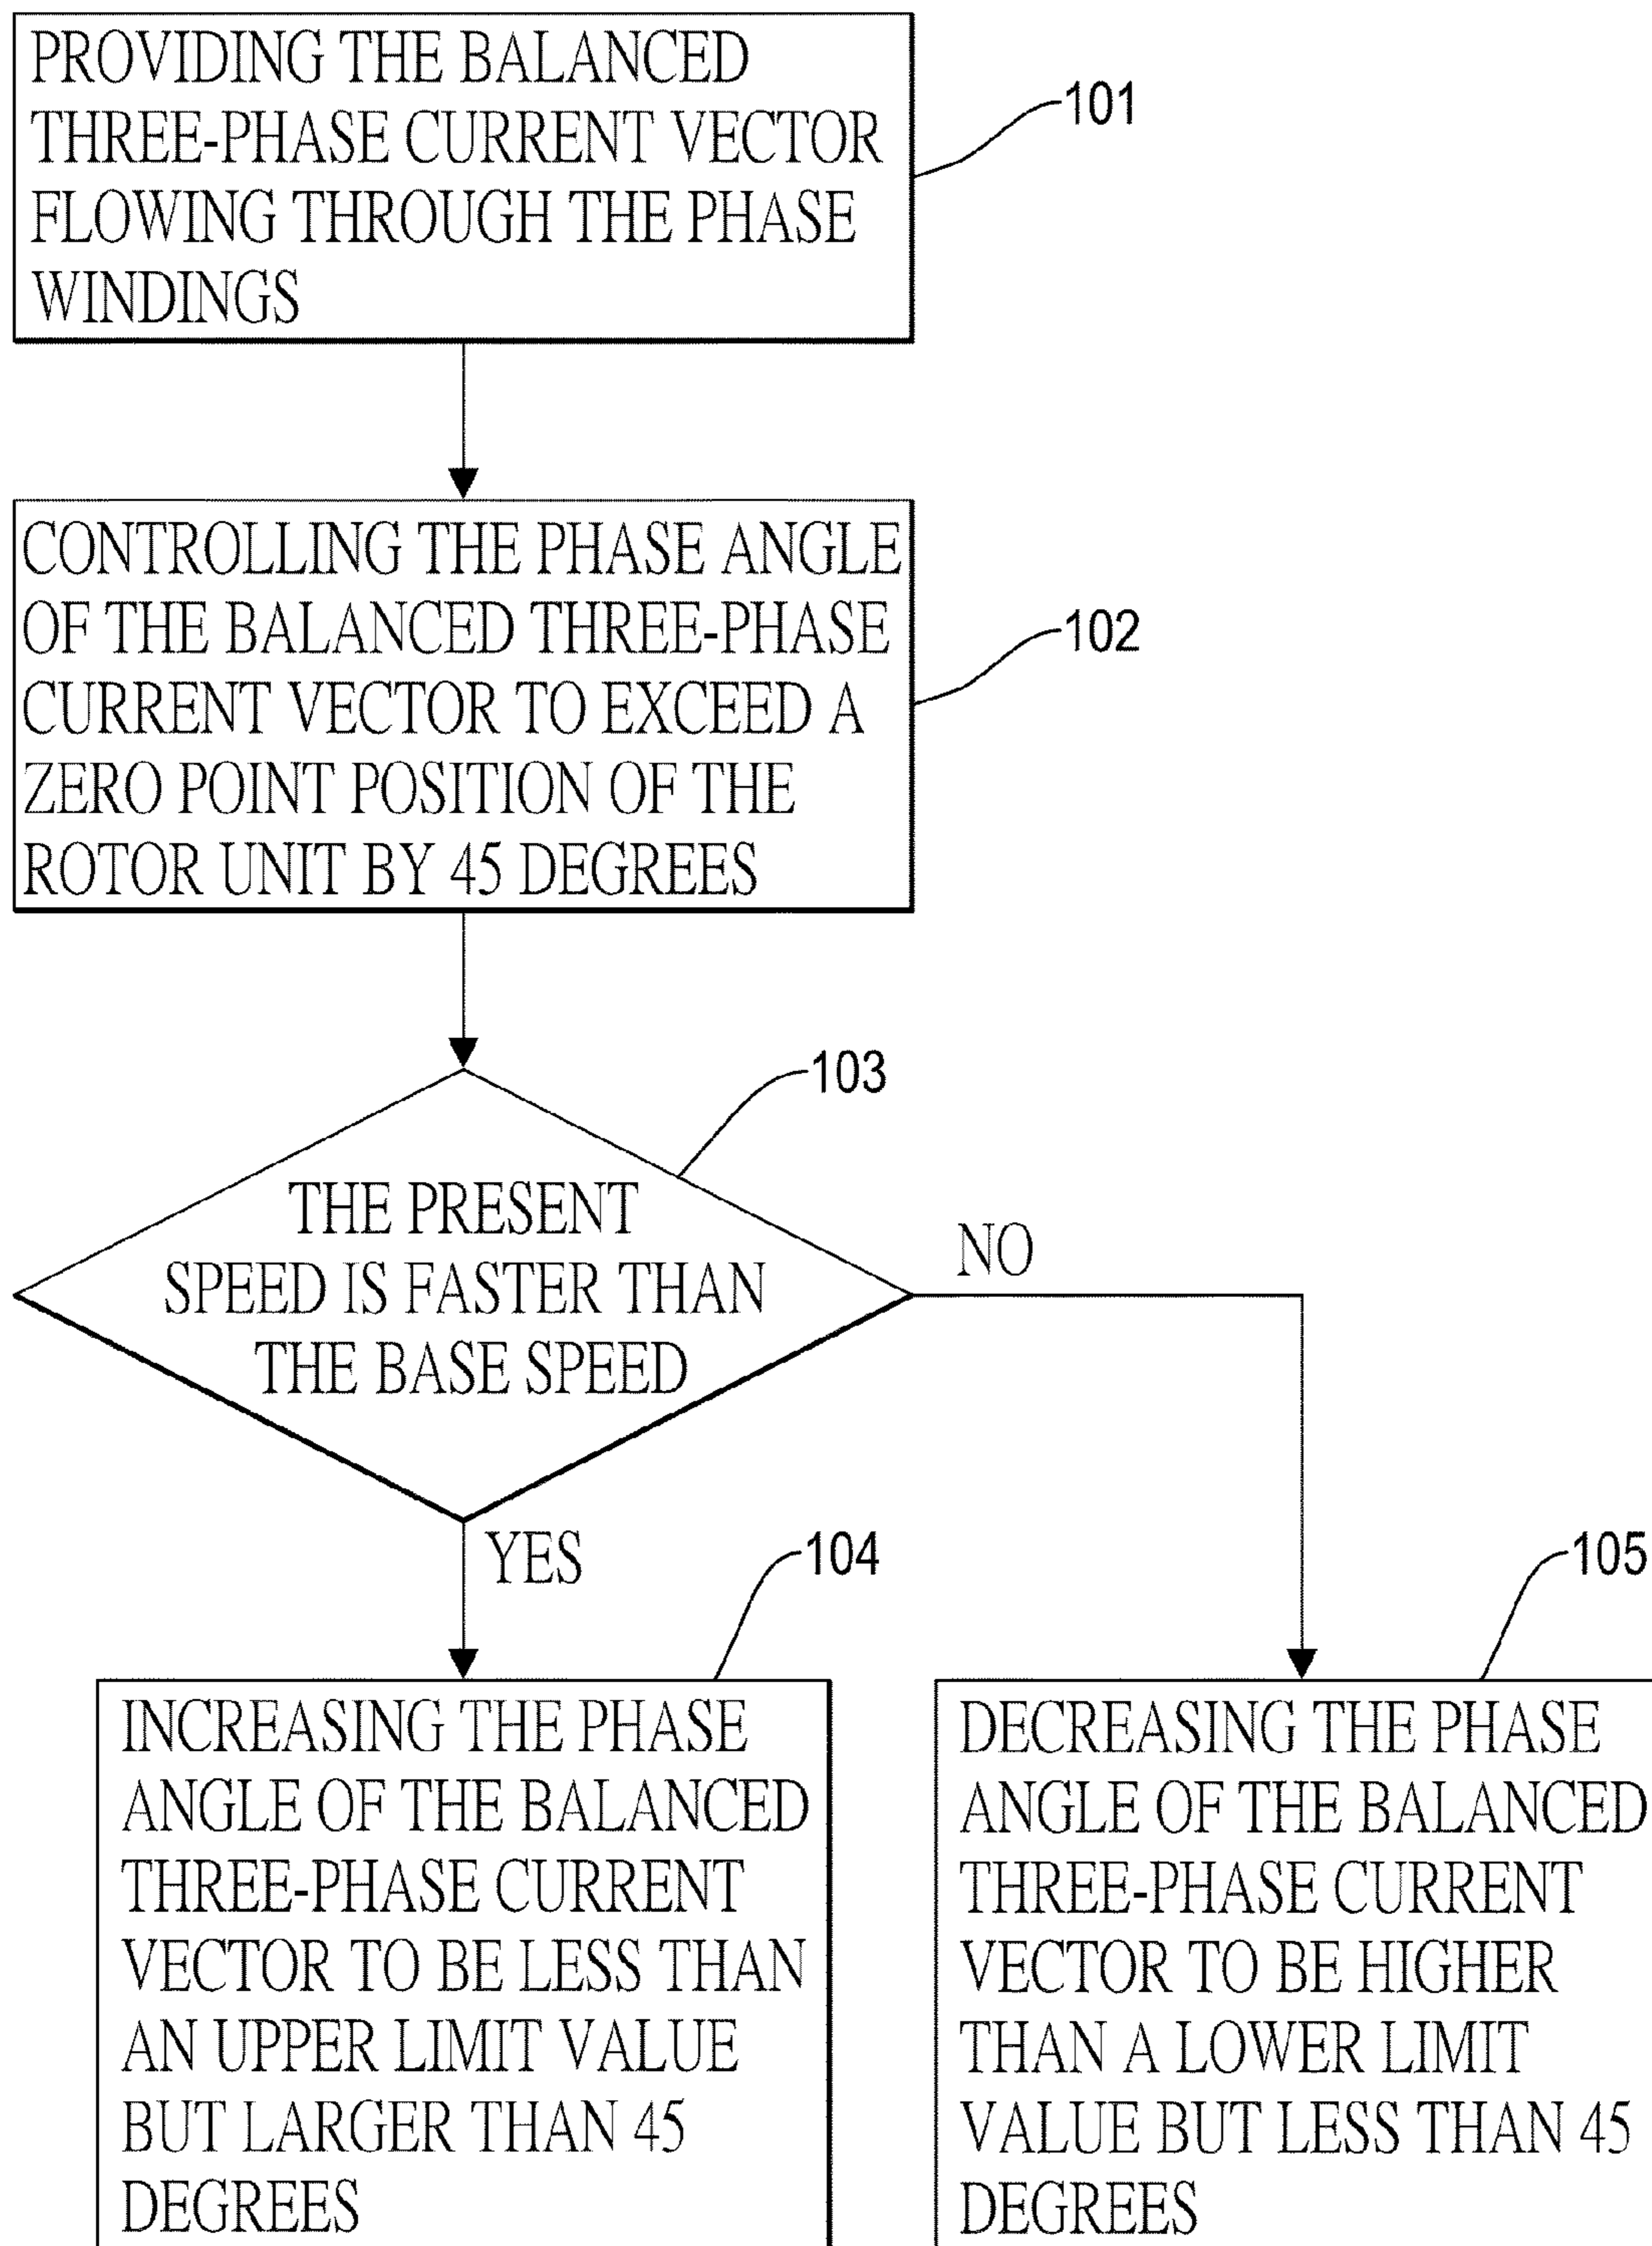 PROVIDING THE BALANCED
THREE-PHASE CURRENT VECTOR
FLOWING THROUGH THE PHASE
WINDINGS
101
CONTROLLING THE PHASE ANGLE
OF THE BALANCED THREE-PHASE
CURRENT VECTOR TO EXCEED A
ZERO POINT POSITION OF THE
ROTOR UNIT BY 45 DEGREES
102
103
THE PRESENT
SPEED IS FASTER THAN
THE BASE SPEED
NO
YES
104
INCREASING THE PHASE
ANGLE OF THE BALANCED
THREE-PHASE CURRENT
VECTOR TO BE LESS THAN
AN UPPER LIMIT VALUE
BUT LARGER THAN 45
DEGREES
105
DECREASING THE PHASE
ANGLE OF THE BALANCED
THREE-PHASE CURRENT
VECTOR TO BE HIGHER
THAN A LOWER LIMIT
VALUE BUT LESS THAN 45
DEGREES